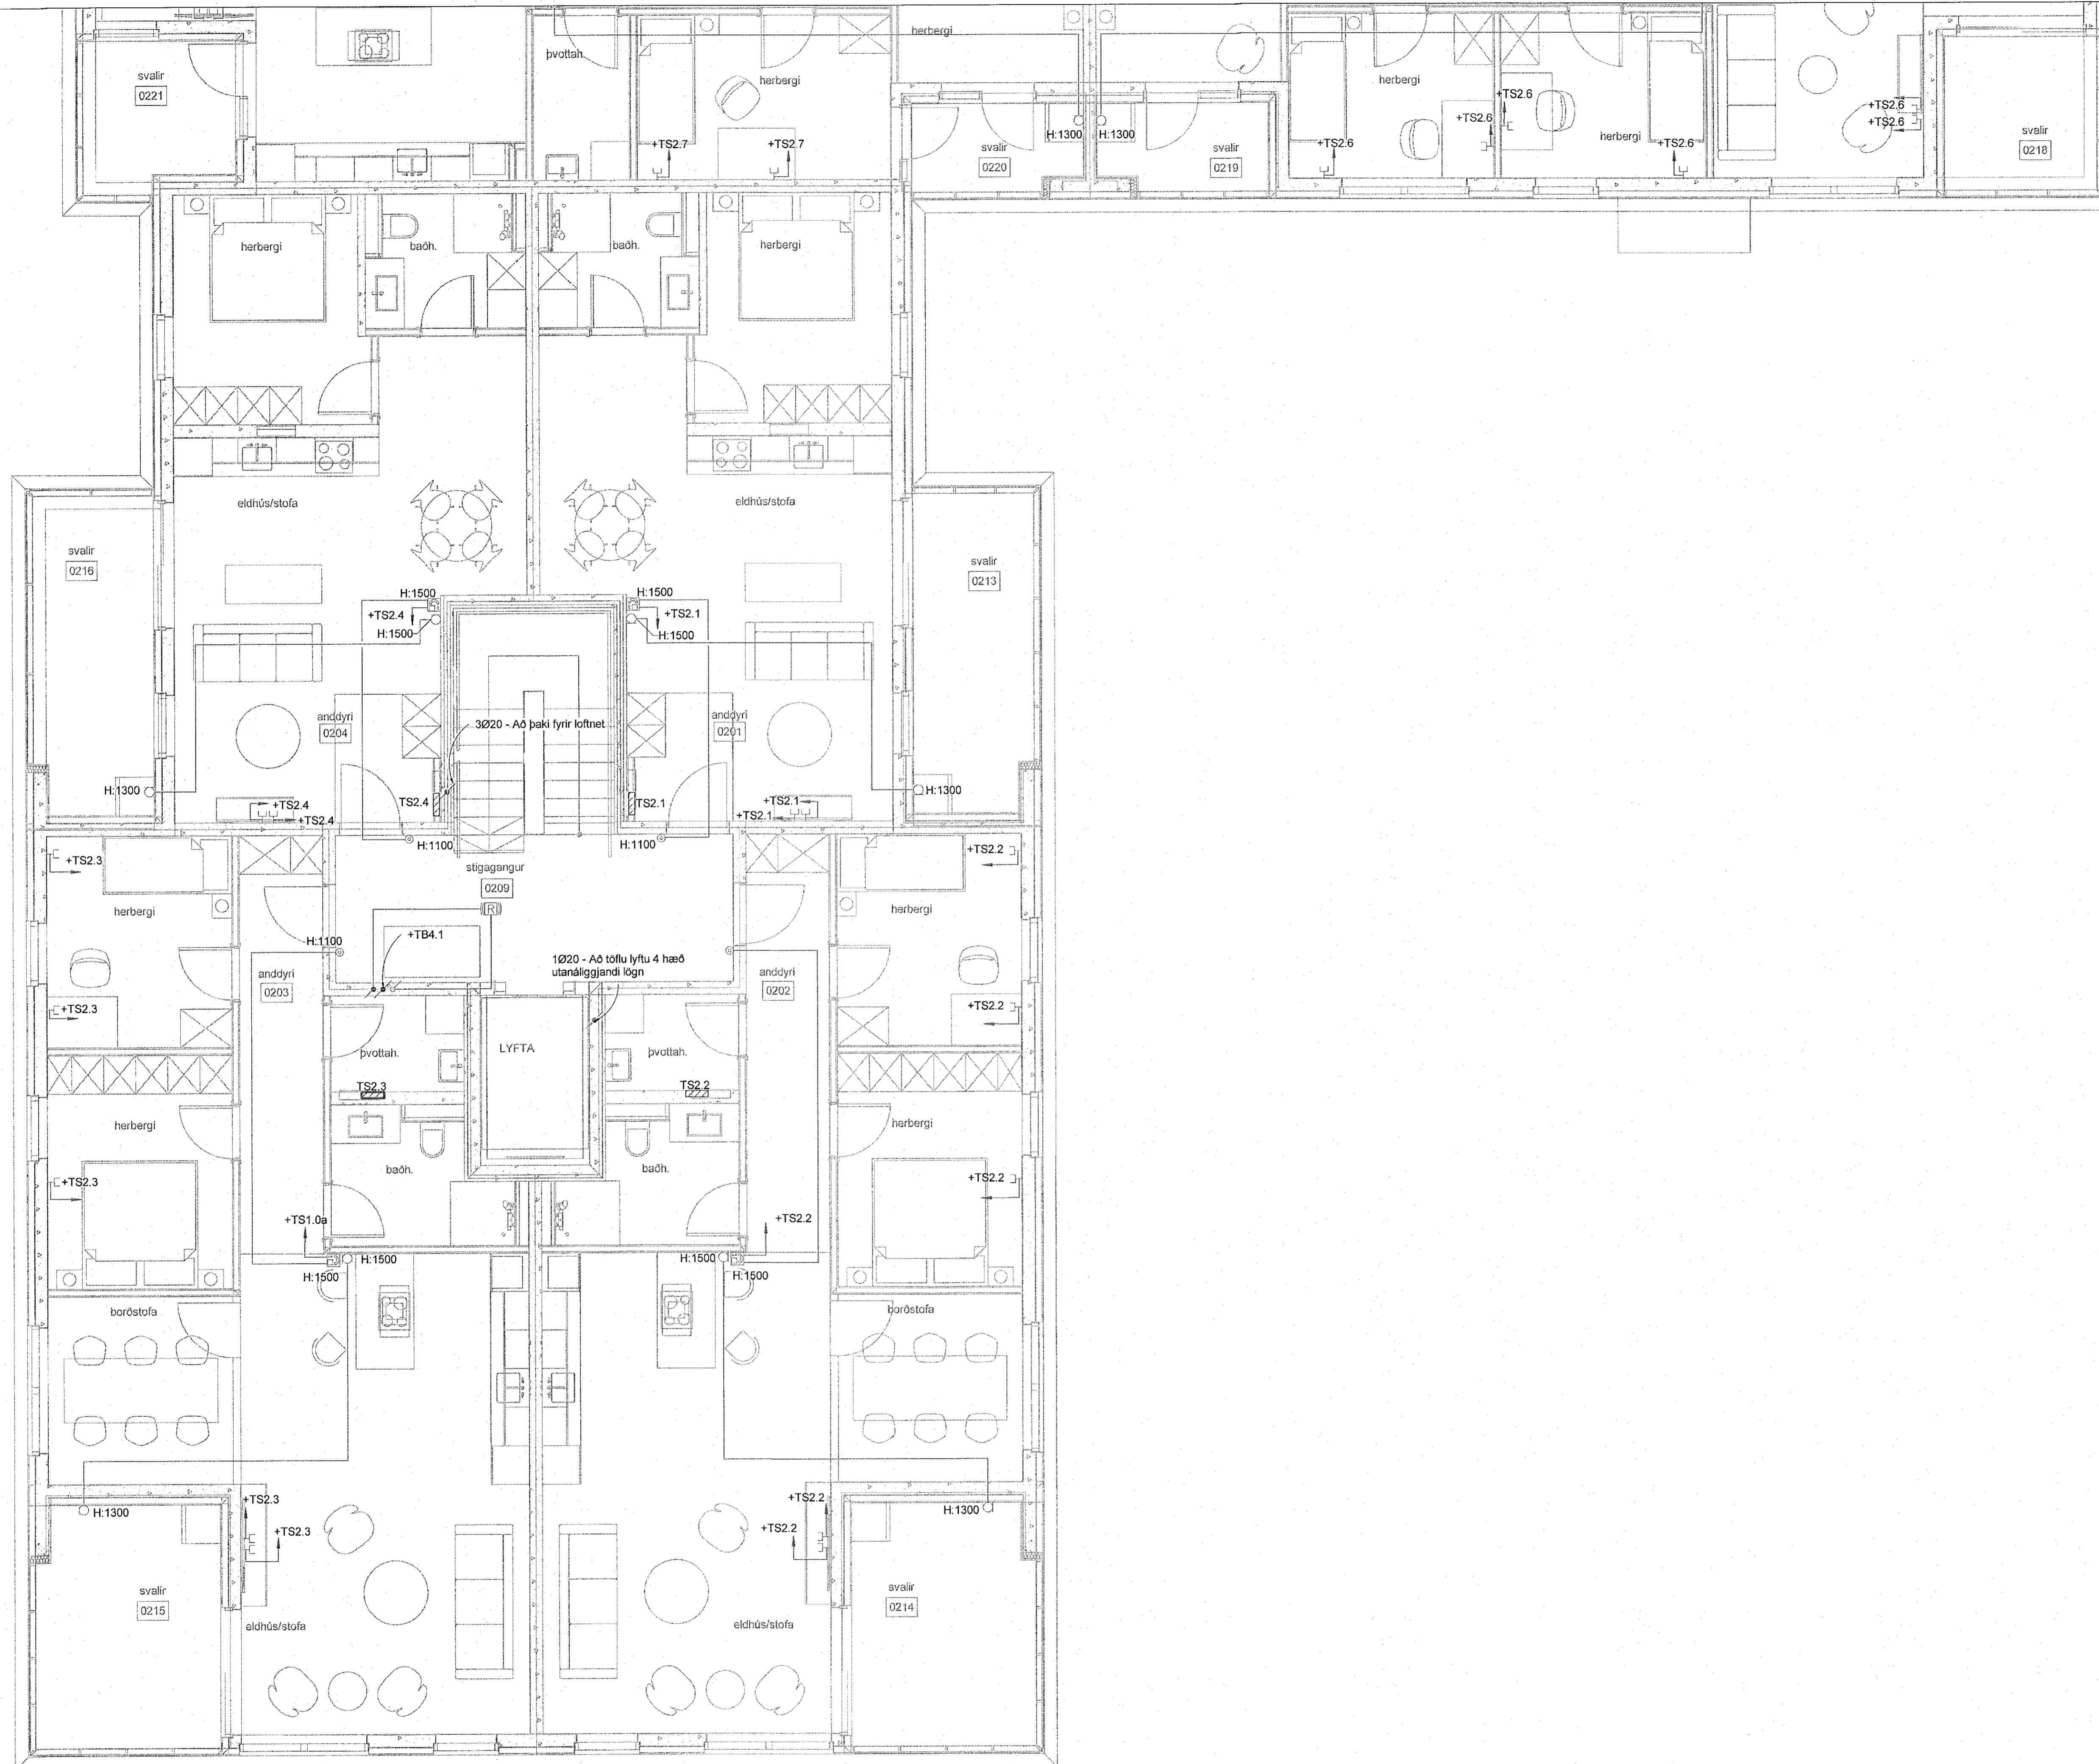 svalir
0221
þvottah.
herbergi
+TS2.7
+TS2.7
herbergi
H:1300
H:1300
svalir
0220
svalir
0219
herbergi
+TS2.6
+TS2.6
+TS2.6
herbergi
+TS2.6
+TS2.6
+TS2.6
svalir
0218
herbergi
baðh.
baðh.
herbergi
eldhús/stofa
eldhús/stofa
svalir
0216
svalir
0213
H:1500
+TS2.4
H:1500
H:1500
+TS2.1
H:1500
anddyri
0204
3Ø20 - Að þaki fyrir loftnet
anddyri
0201
H:1300
+TS2.4
+TS2.4
TS2.4
TS2.1
+TS2.1
+TS2.1
H:1300
H:1100
H:1100
+TS2.3
herbergi
stigagangur
0209
R
+TS2.2
herbergi
H:1100
+TB4.1
1Ø20 - Að töflu lyftu 4 hæð
utanáliggjandi lögn
anddyri
0203
anddyri
0202
+TS2.3
+TS2.2
þvottah.
LYFTA
þvottah.
TS2.3
TS2.2
herbergi
herbergi
+TS2.3
baðh.
baðh.
+TS2.2
+TS1.0a
+TS2.2
H:1500
H:1500
H:1500
H:1500
borðstofa
borðstofa
H:1300
+TS2.3
+TS2.3
+TS2.2
+TS2.2
H:1300
svalir
0215
svalir
0214
eldhús/stofa
eldhús/stofa